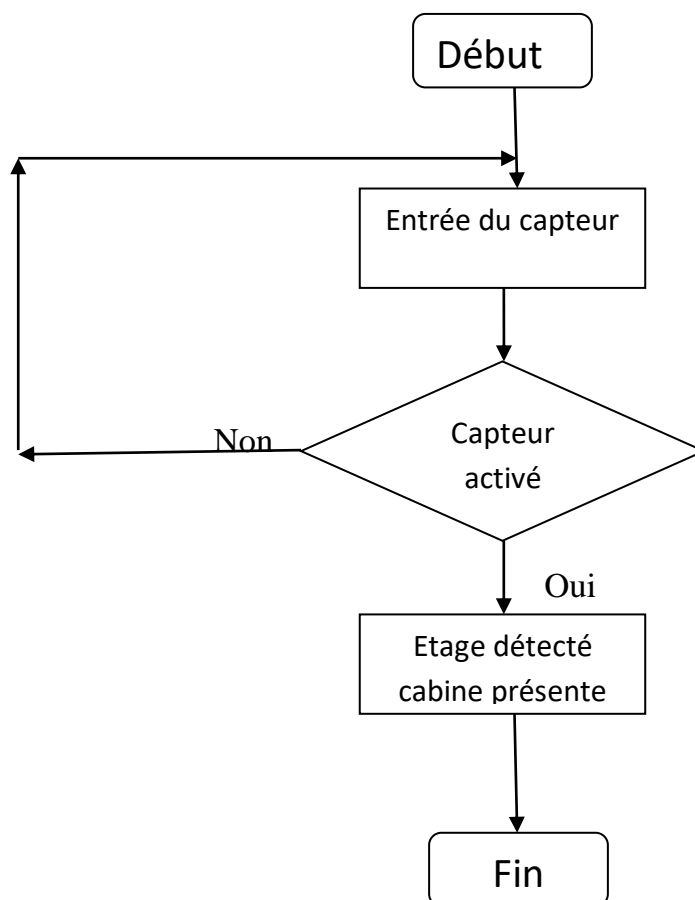 Début
Entrée du capteur
Non
Capteur
activé
Oui
Etage détecté
cabine présente
Fin